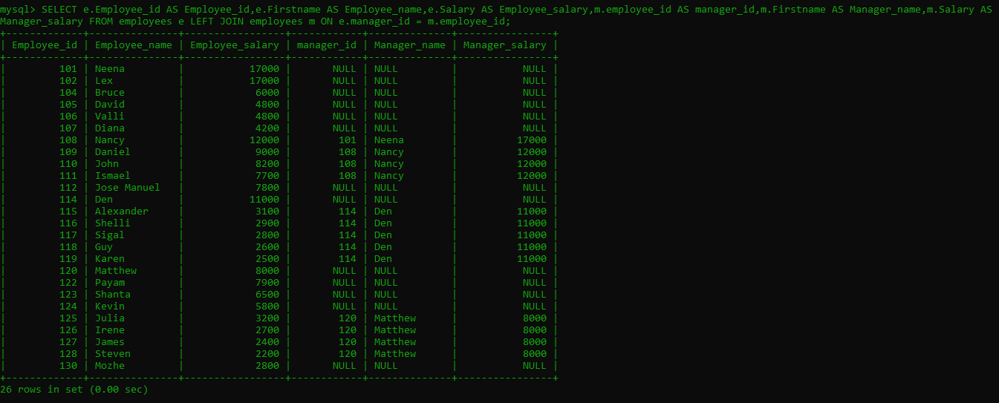 mysql> SELECT e.Employee_id AS Employee_id,e.Firstname AS Employee_name,e.Salary AS Employee_salary,m.employee_id AS manager_id,m.Firstname AS Manager_name,m.Salary AS
Manager_salary FROM employees e LEFT JOIN employees m ON e.manager_id = m.employee_id;
+-------------+---------------+-----------------+------------+--------------+----------------+
| Employee_id | Employee_name | Employee_salary | manager_id | Manager_name | Manager_salary |
+-------------+---------------+-----------------+------------+--------------+----------------+
|         101 | Neena         |           17000 |       NULL | NULL         |           NULL |
|         102 | Lex           |           17000 |       NULL | NULL         |           NULL |
|         104 | Bruce         |            6000 |       NULL | NULL         |           NULL |
|         105 | David         |            4800 |       NULL | NULL         |           NULL |
|         106 | Valli         |            4800 |       NULL | NULL         |           NULL |
|         107 | Diana         |            4200 |       NULL | NULL         |           NULL |
|         108 | Nancy         |           12000 |        101 | Neena        |          17000 |
|         109 | Daniel        |            9000 |        108 | Nancy        |          12000 |
|         110 | John          |            8200 |        108 | Nancy        |          12000 |
|         111 | Ismael        |            7700 |        108 | Nancy        |          12000 |
|         112 | Jose Manuel   |            7800 |       NULL | NULL         |           NULL |
|         114 | Den           |           11000 |       NULL | NULL         |           NULL |
|         115 | Alexander     |            3100 |        114 | Den          |          11000 |
|         116 | Shelli        |            2900 |        114 | Den          |          11000 |
|         117 | Sigal         |            2800 |        114 | Den          |          11000 |
|         118 | Guy           |            2600 |        114 | Den          |          11000 |
|         119 | Karen         |            2500 |        114 | Den          |          11000 |
|         120 | Matthew       |            8000 |       NULL | NULL         |           NULL |
|         122 | Payam         |            7900 |       NULL | NULL         |           NULL |
|         123 | Shanta        |            6500 |       NULL | NULL         |           NULL |
|         124 | Kevin         |            5800 |       NULL | NULL         |           NULL |
|         125 | Julia         |            3200 |        120 | Matthew      |           8000 |
|         126 | Irene         |            2700 |        120 | Matthew      |           8000 |
|         127 | James         |            2400 |        120 | Matthew      |           8000 |
|         128 | Steven        |            2200 |        120 | Matthew      |           8000 |
|         130 | Mozhe         |            2800 |       NULL | NULL         |           NULL |
+-------------+---------------+-----------------+------------+--------------+----------------+
26 rows in set (0.00 sec)